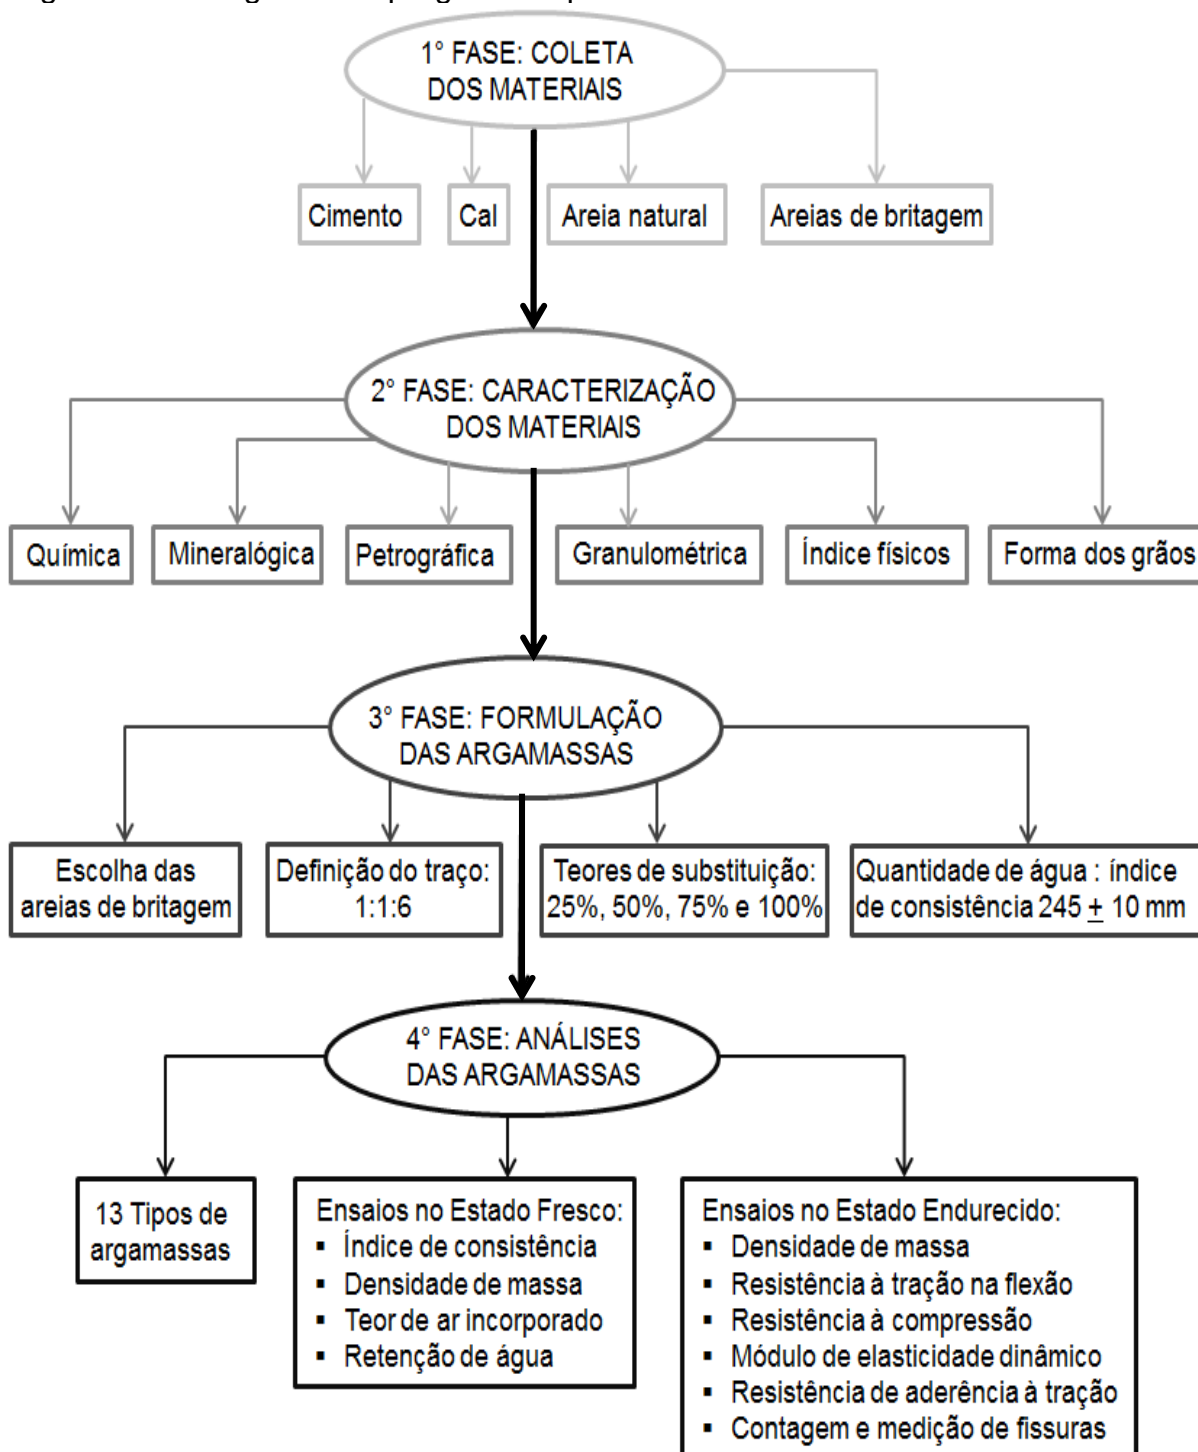 1° FASE: COLETA
DOS MATERIAIS
Cimento
Cal
Areia natural
Areias de britagem
2° FASE: CARACTERIZAÇÃO
DOS MATERIAIS
Química
Mineralógica
Petrográfica
Granulométrica
Índice físicos
Forma dos grãos
3° FASE: FORMULAÇÃO
DAS ARGAMASSAS
Escolha das
areias de britagem
Definição do traço:
1:1:6
Teores de substituição:
25%, 50%, 75% e 100%
Quantidade de água : índice
de consistência 245 ± 10 mm
4° FASE: ANÁLISES
DAS ARGAMASSAS
13 Tipos de
argamassas
Ensaios no Estado Fresco:
▪ Índice de consistência
▪ Densidade de massa
▪ Teor de ar incorporado
▪ Retenção de água
Ensaios no Estado Endurecido:
▪ Densidade de massa
▪ Resistência à tração na flexão
▪ Resistência à compressão
▪ Módulo de elasticidade dinâmico
▪ Resistência de aderência à tração
▪ Contagem e medição de fissuras